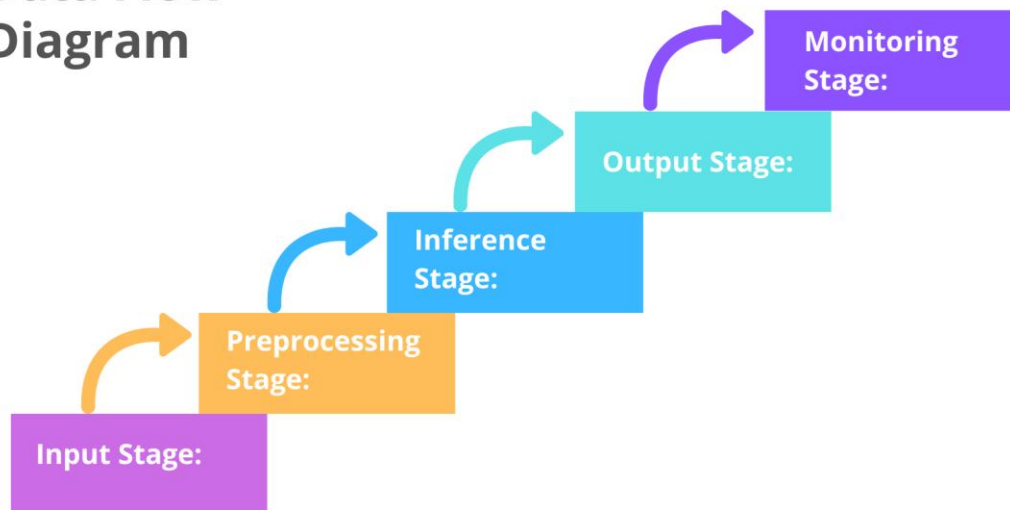 Diagram
Monitoring
Stage:
Output Stage:
Inference
Stage:
Preprocessing
Stage:
Input Stage: